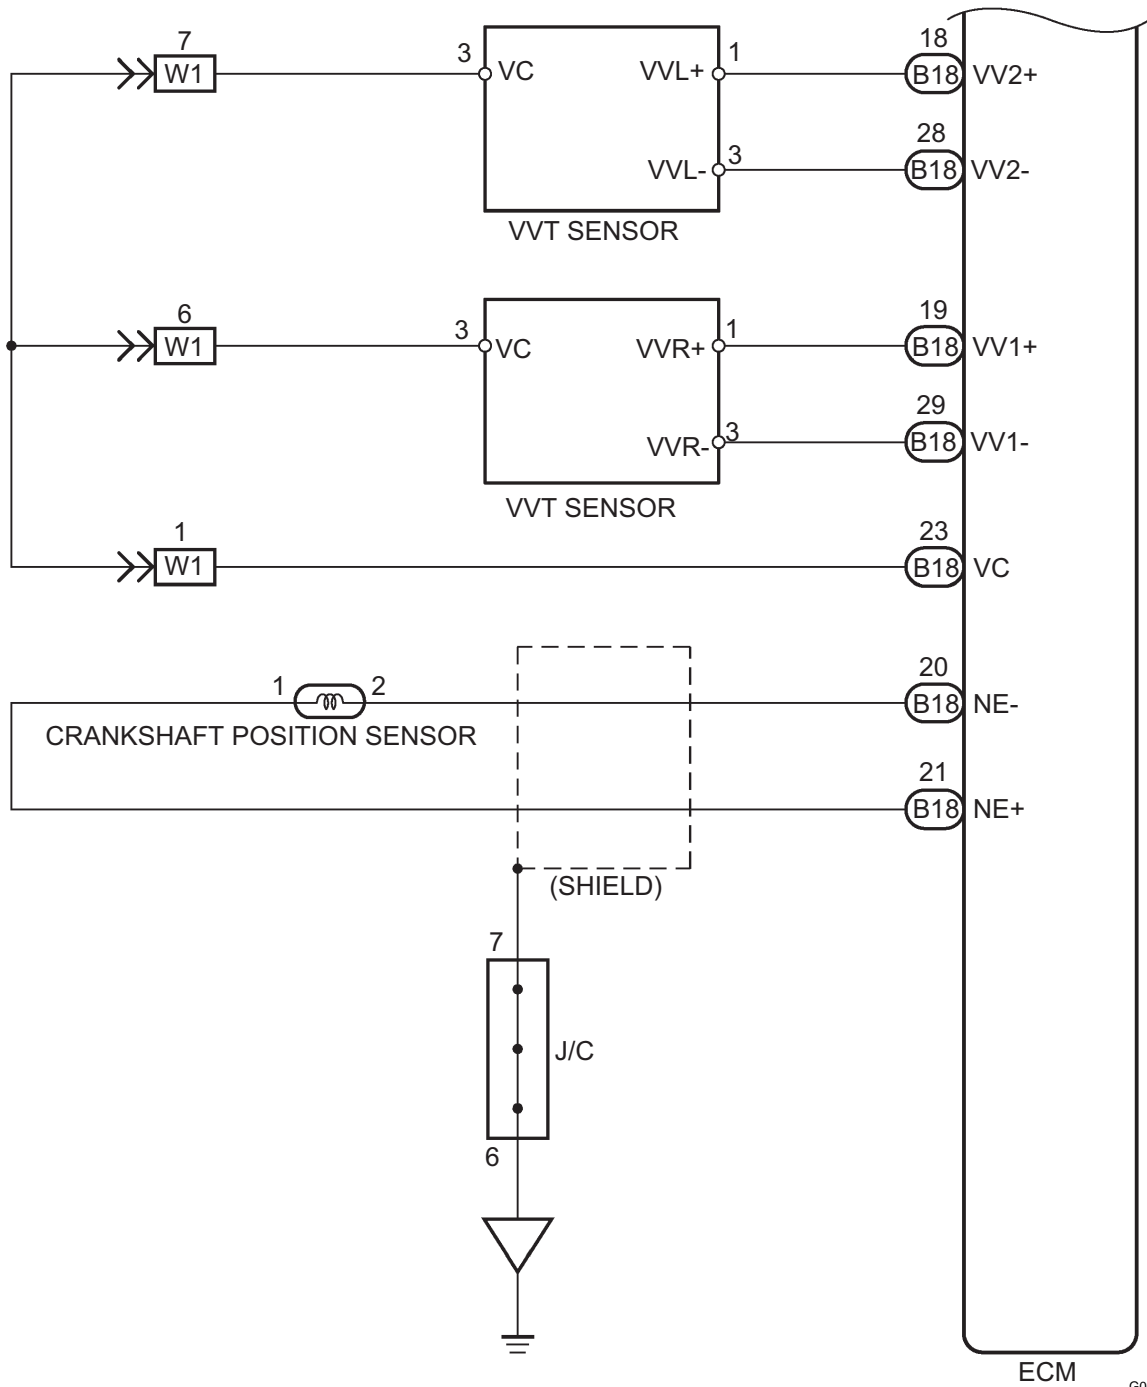 7
W1
3
VC
VVL+
1
18
B18
VV2+
VVL-
3
28
B18
VV2-
VVT SENSOR
6
W1
3
VC
VVR+
1
19
B18
VV1+
VVR-
3
29
B18
VV1-
VVT SENSOR
1
W1
23
B18
VC
1
2
20
B18
NE-
CRANKSHAFT POSITION SENSOR
21
B18
NE+
(SHIELD)
7
J/C
6
ECM